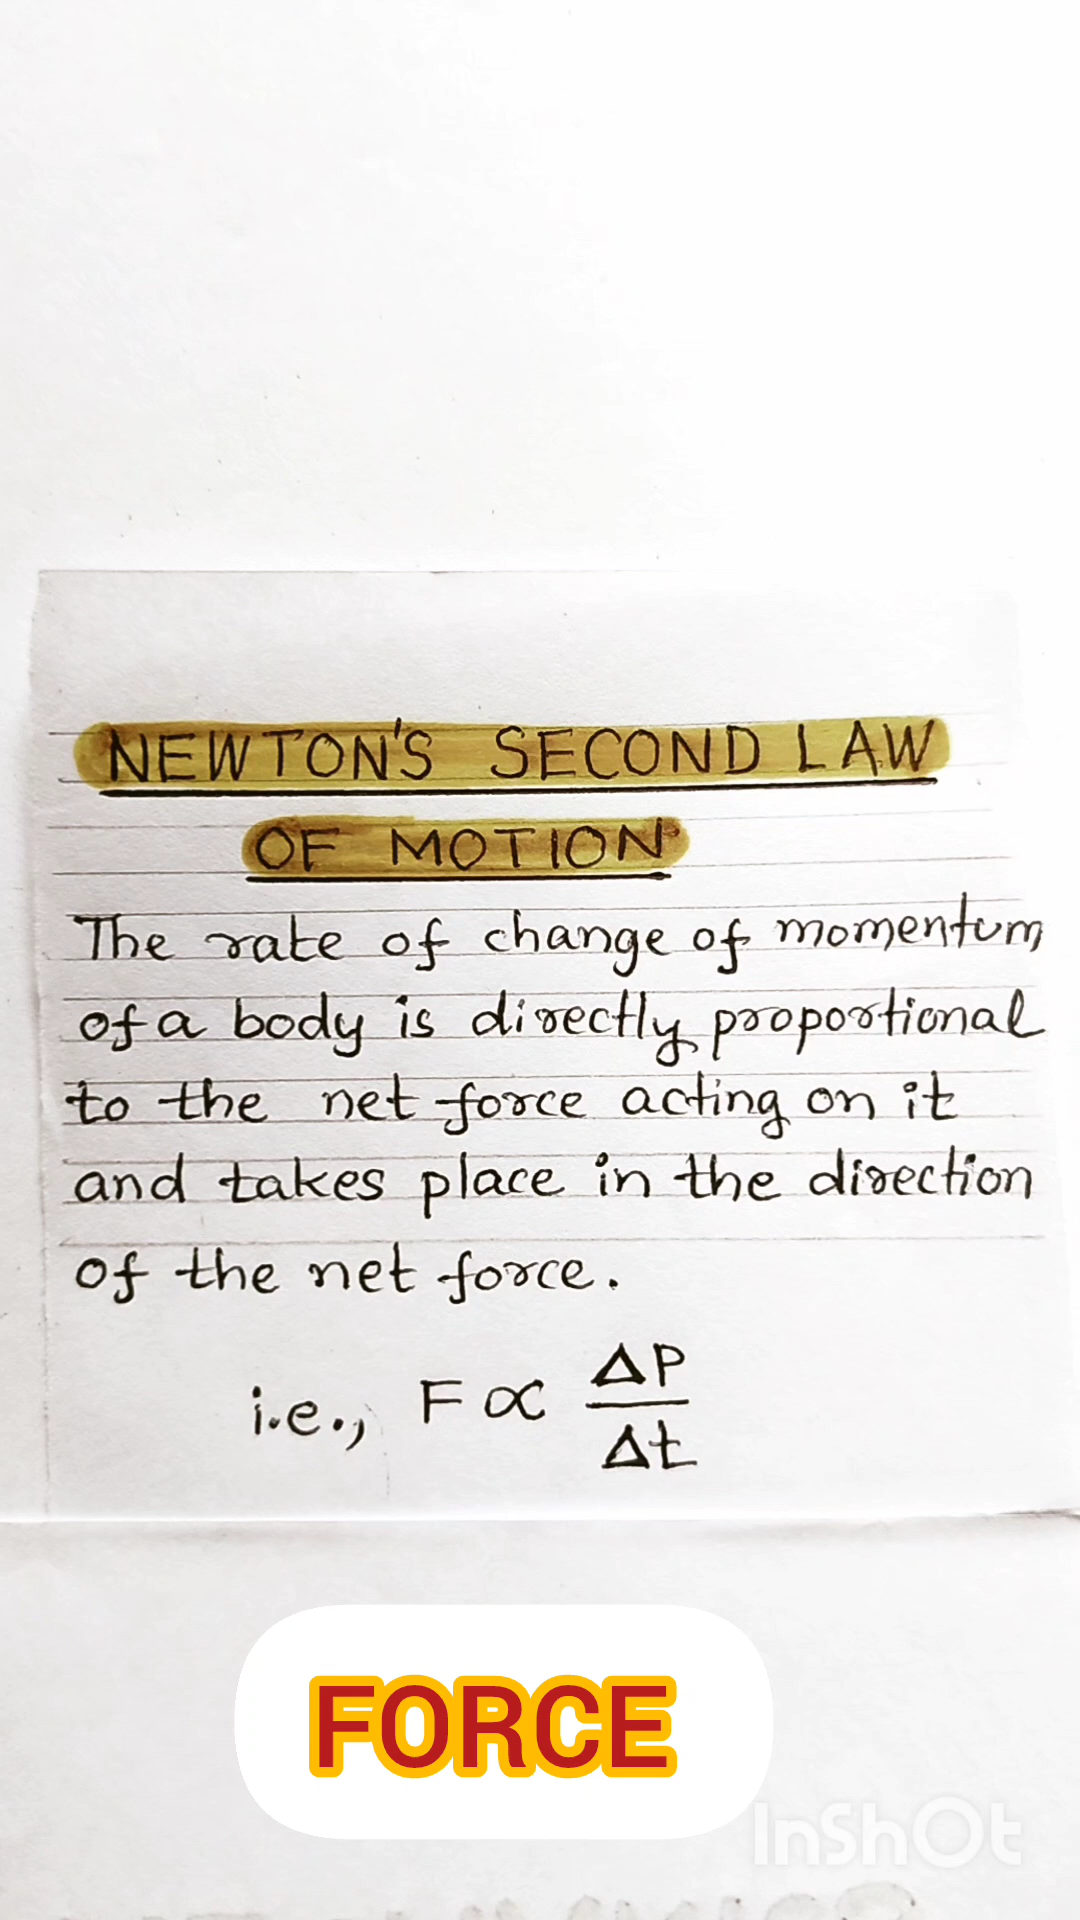 NEWTON'S SECOND LAW
OF MOTION
The rate of change of momentum
of a body is directly proportional
to the net force acting on it
and takes place in the direction
of the net force.
i.e., F ∝ ΔP/Δt
FORCE
InShOt